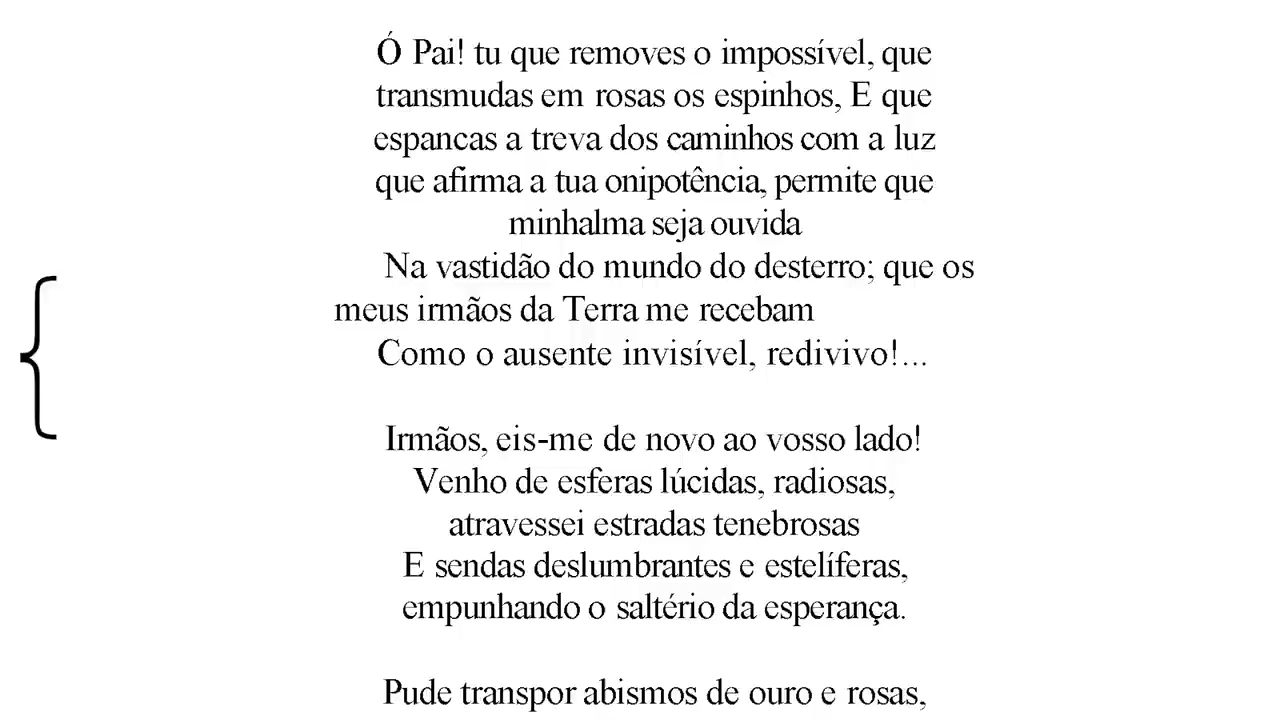 Ó Pai! tu que removes o impossível, que
transmudas em rosas os espinhos, E que
espancas a treva dos caminhos com a luz
que afirma a tua onipotência, permite que
minhalma seja ouvida
Na vastidão do mundo do desterro; que os
meus irmãos da Terra me recebam
Como o ausente invisível, redivivo!...
Irmãos, eis-me de novo ao vosso lado!
Venho de esferas lúcidas, radiosas,
atravessei estradas tenebrosas
E sendas deslumbrantes e estelíferas,
empunhando o saltério da esperança.
Pude transpor abismos de ouro e rosas,